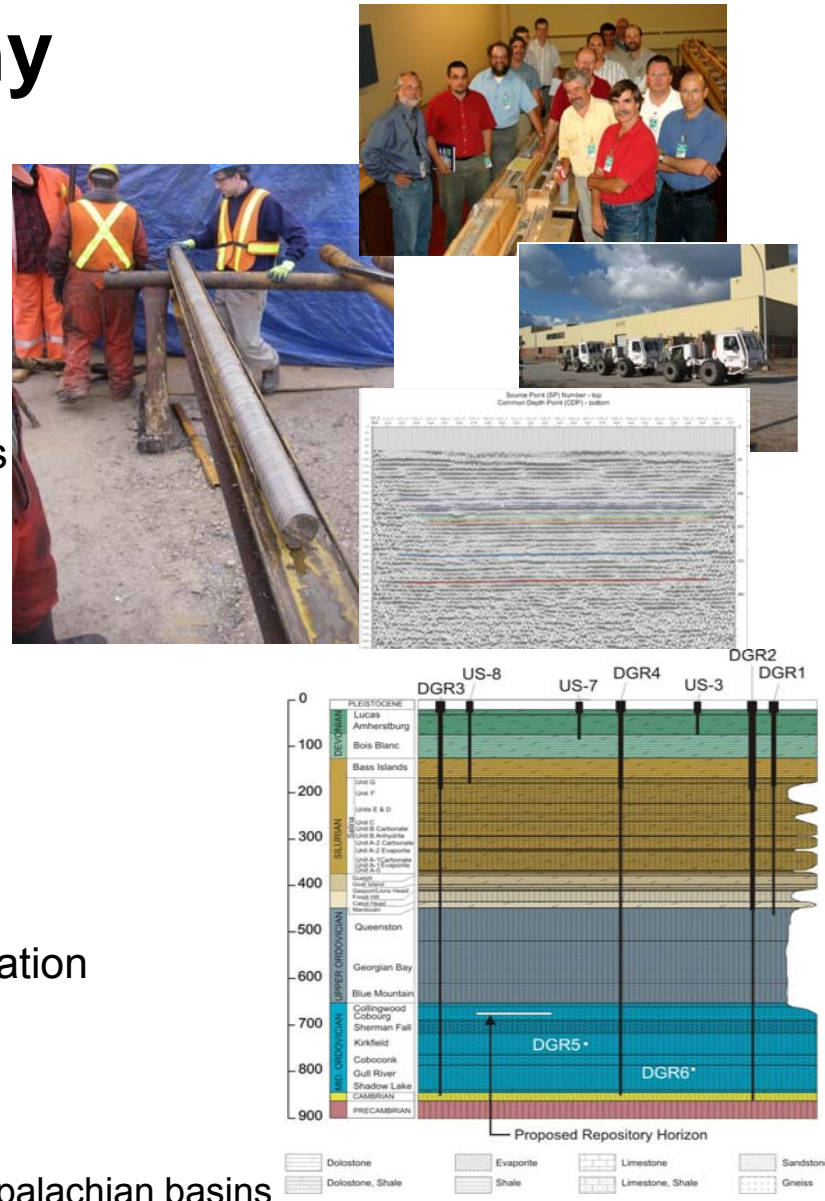 ny
s
Source Point (SP) Number - top
Common Depth Point (CDP) - bottom
DGR3
US-8
US-7
DGR4
US-3
DGR2
DGR1
0
100
200
300
400
500
600
700
800
900
DEVONIAN
SILURIAN
UPPER ORDOVICIAN
MID. ORDOVICIAN
PLEISTOCENE
Lucas
Amherstburg
Bois Blanc
Bass Islands
Salina
Unit G
Unit F
Units E & D
Unit C
Unit B Carbonate
Unit B Anhydrite
Unit A-2 Carbonate
Unit A-2 Evaporite
Unit A-1 Carbonate
Unit A-1 Evaporite
Unit A-0
Guelph
Goat Island
Gasport/Lions Head
Fossil Hill
Cabot Head
Manitoulin
Queenston
Georgian Bay
Blue Mountain
Collingwood
Cobourg
Sherman Fall
Kirkfield
Coboconk
Gull River
Shadow Lake
CAMBRIAN
PRECAMBRIAN
DGR5
DGR6
Proposed Repository Horizon
ation
palachian basins
Dolostone
Evaporite
Limestone
Sandstone
Dolostone, Shale
Shale
Limestone, Shale
Gneiss